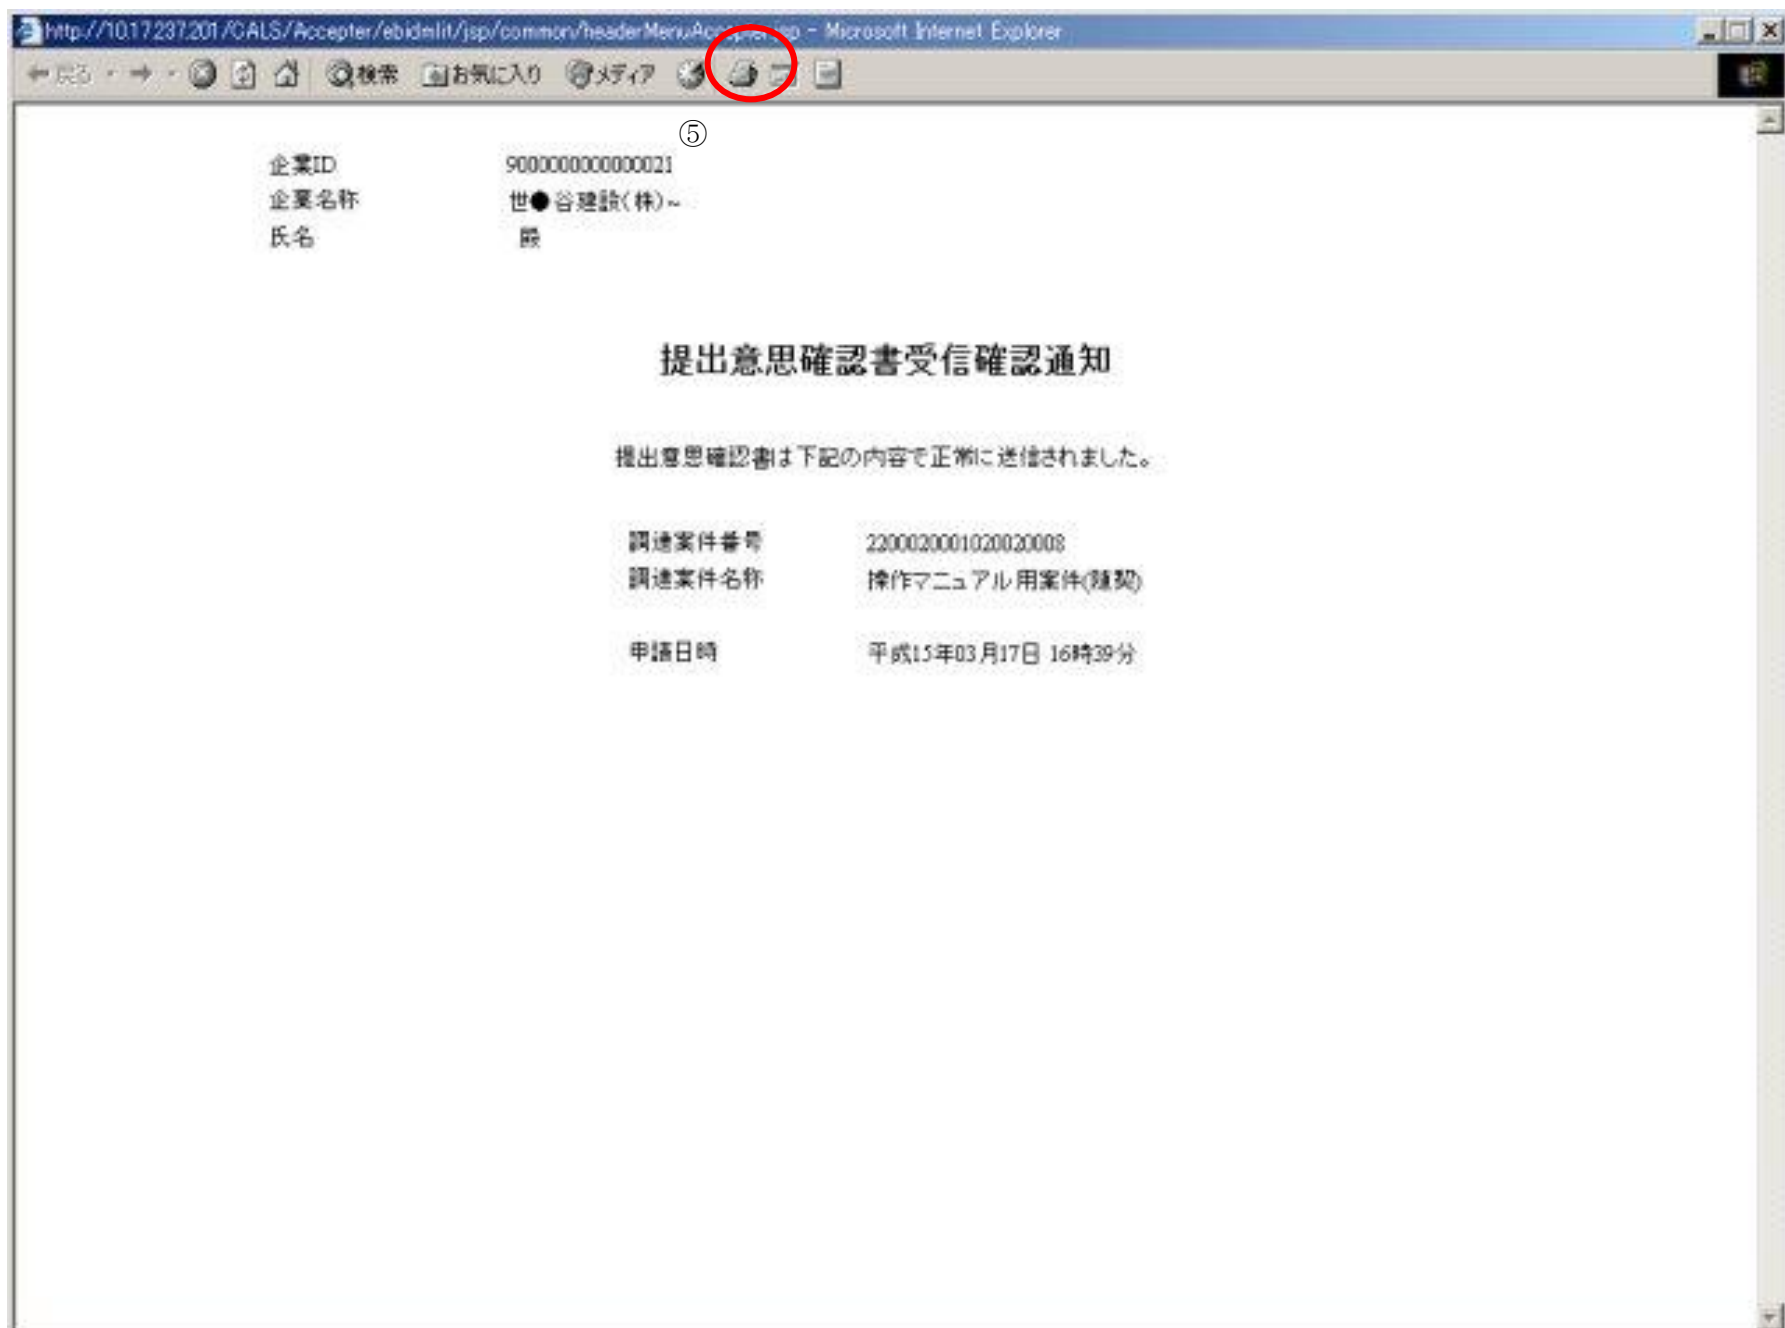 http://10.17.237.201/CALS/Accepter/ebidmlit/jsp/common/headerMenuAccepter.jsp - Microsoft Internet Explorer
戻る 検索 お気に入り メディア
⑤
企業ID 9000000000000021
企業名称 世●谷建設(株)~
氏名 殿
提出意思確認書受信確認通知
提出意思確認書は下記の内容で正常に送信されました。
調達案件番号 2200020001020020008
調達案件名称 操作マニュアル用案件(随契)
申請日時 平成15年03月17日 16時39分